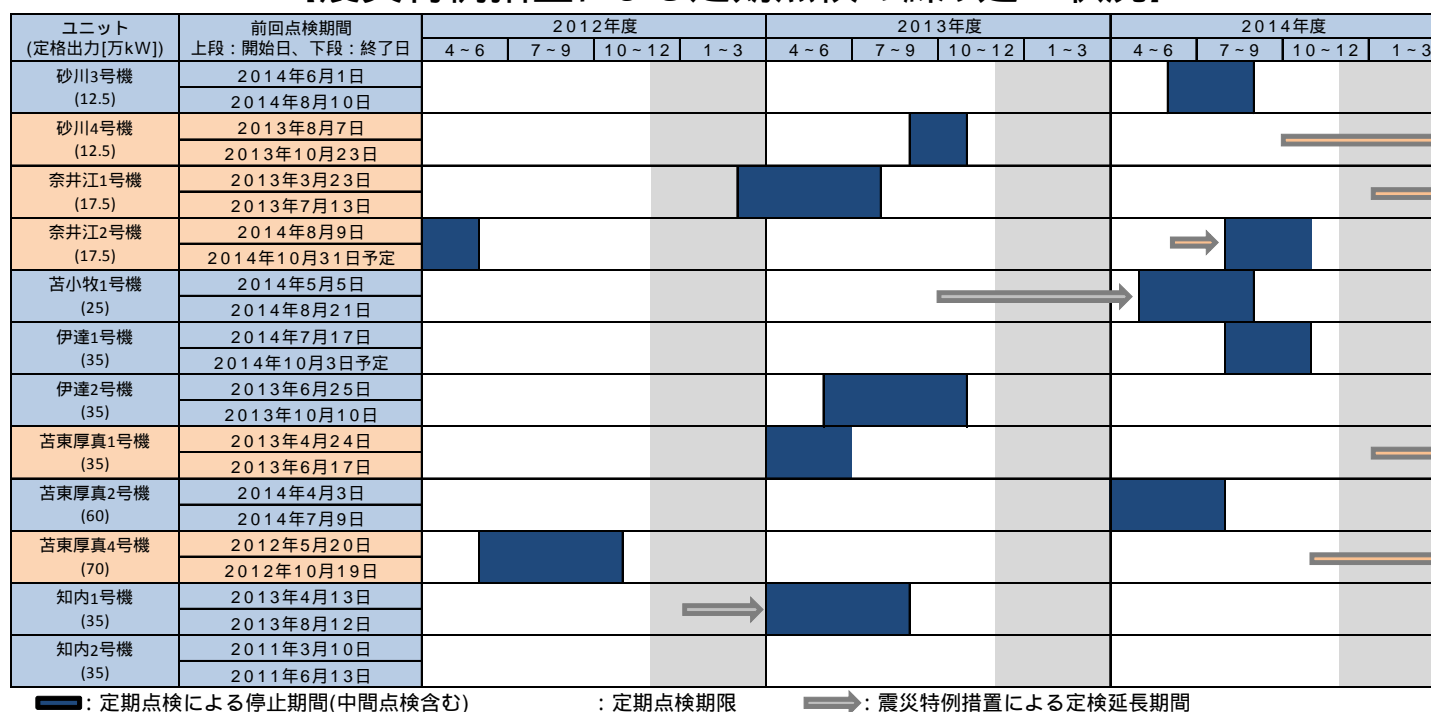 ユニット
(定格出力[万kW])
前回点検期間
上段：開始日、下段：終了日
2012年度
2013年度
2014年度
4～6 7～9 10～12 1～3 4～6 7～9 10～12 1～3 4～6 7～9 10～12 1～3
砂川3号機
(12.5)
2014年6月1日
2014年8月10日
砂川4号機
(12.5)
2013年8月7日
2013年10月23日
奈井江1号機
(17.5)
2013年3月23日
2013年7月13日
奈井江2号機
(17.5)
2014年8月9日
2014年10月31日予定
苫小牧1号機
(25)
2014年5月5日
2014年8月21日
伊達1号機
(35)
2014年7月17日
2014年10月3日予定
伊達2号機
(35)
2013年6月25日
2013年10月10日
苫東厚真1号機
(35)
2013年4月24日
2013年6月17日
苫東厚真2号機
(60)
2014年4月3日
2014年7月9日
苫東厚真4号機
(70)
2012年5月20日
2012年10月19日
知内1号機
(35)
2013年4月13日
2013年8月12日
知内2号機
(35)
2011年3月10日
2011年6月13日
：定期点検による停止期間(中間点検含む)
：定期点検期限
：震災特例措置による定検延長期間